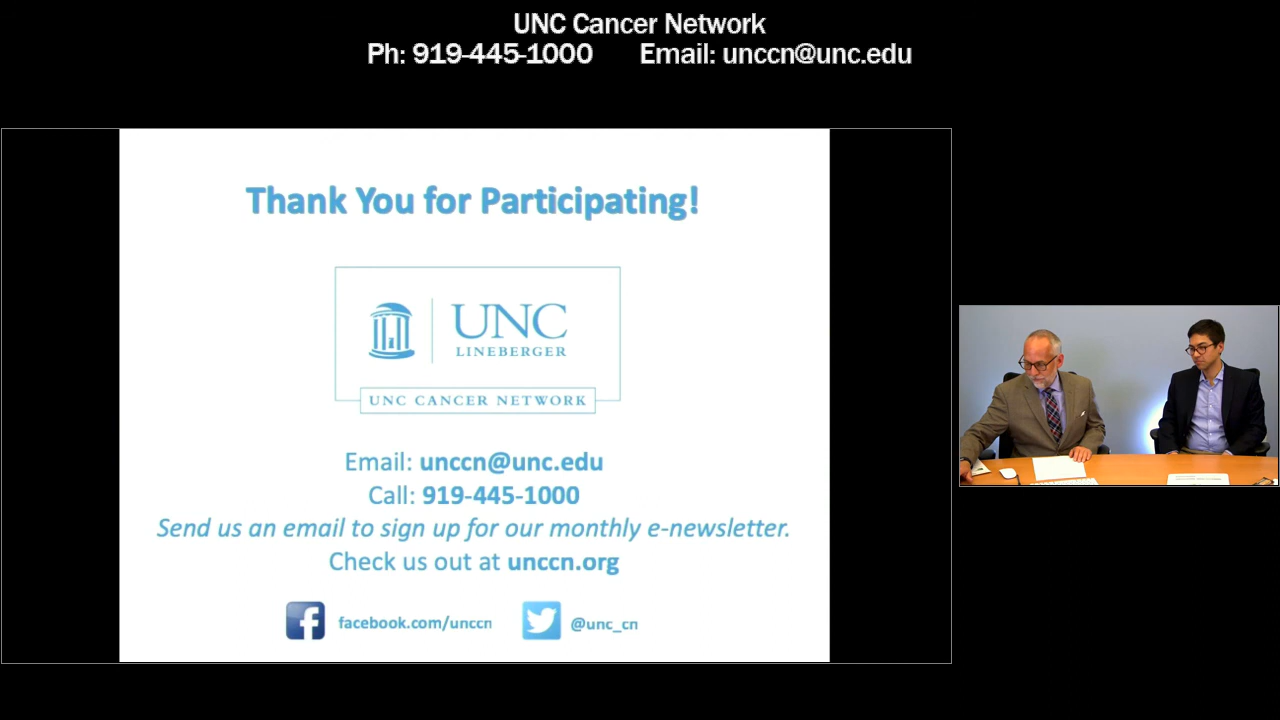 UNC Cancer Network
Ph: 919-445-1000 Email: unccn@unc.edu
Thank You for Participating!
UNC
LINEBERGER
UNC CANCER NETWORK
Email: unccn@unc.edu
Call: 919-445-1000
Send us an email to sign up for our monthly e-newsletter.
Check us out at unccn.org
facebook.com/unccn
@unc_cn